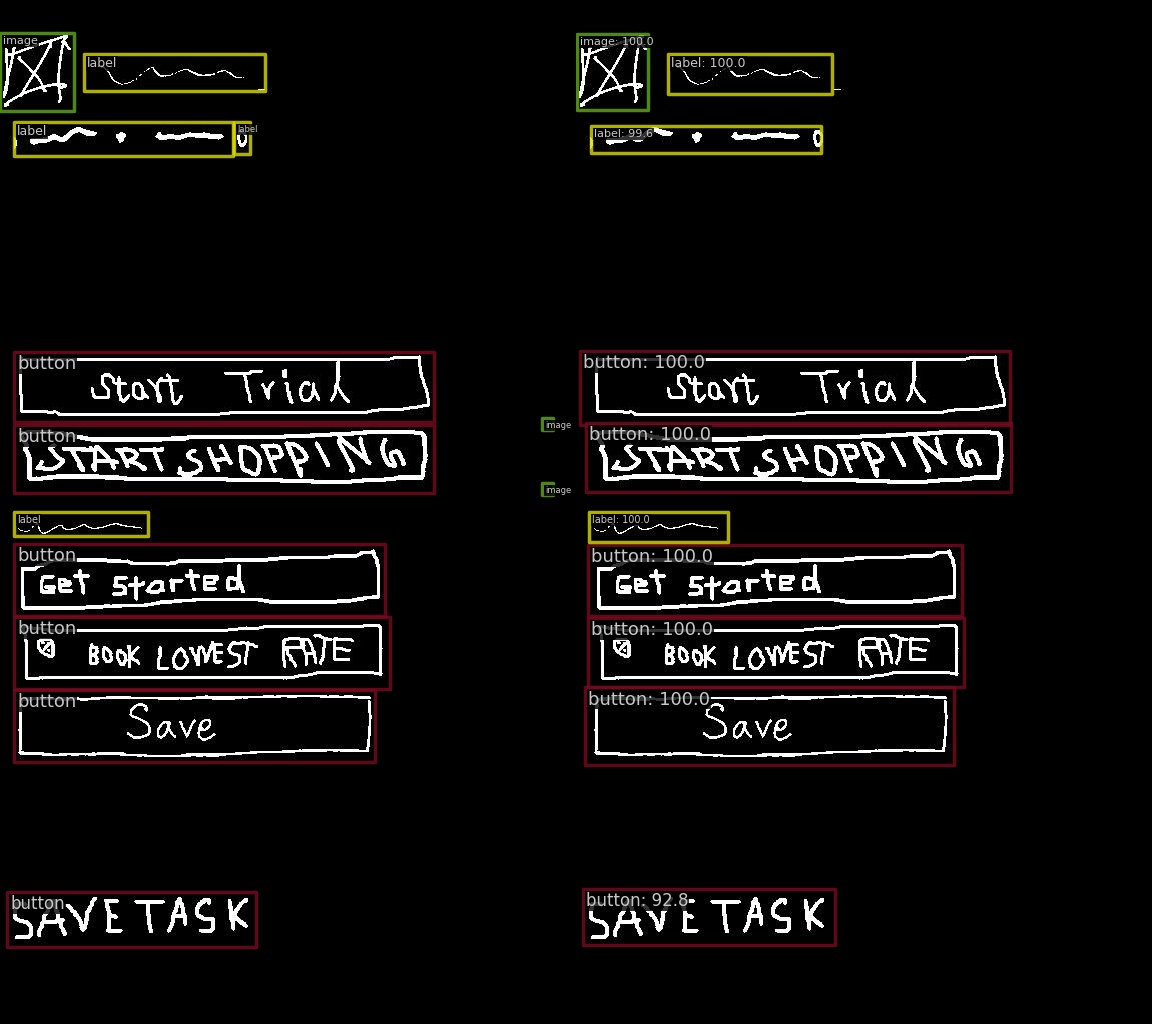 image image: 100.0
label label: 100.0
label label label: 99.6
button button: 100.0
Start Trial Start Trial
image
button button: 100.0
START SHOPPING START SHOPPING
image
label label: 100.0
button button: 100.0
Get Started Get Started
button button: 100.0
BOOK LOWEST RATE BOOK LOWEST RATE
button button: 100.0
Save Save
button button: 92.8
SAVE TASK SAVE TASK